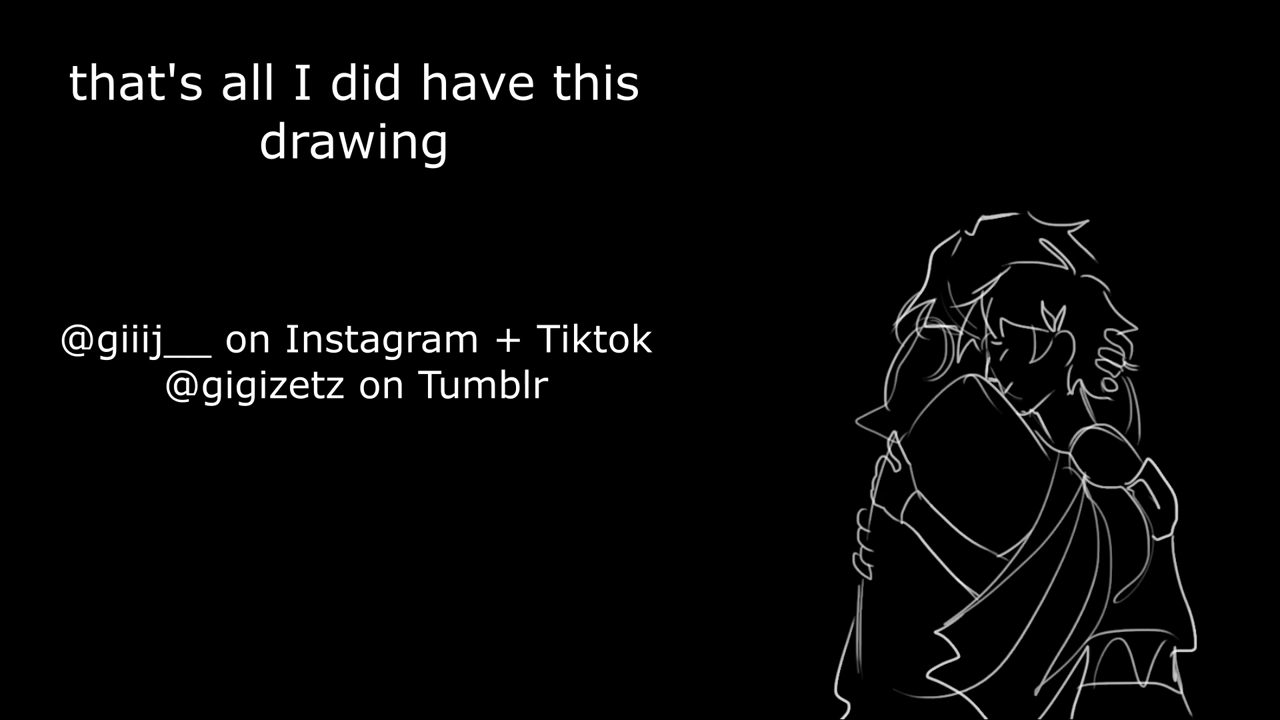 that's all I did have this
drawing
@giiij__ on Instagram + Tiktok
@gigizetz on Tumblr